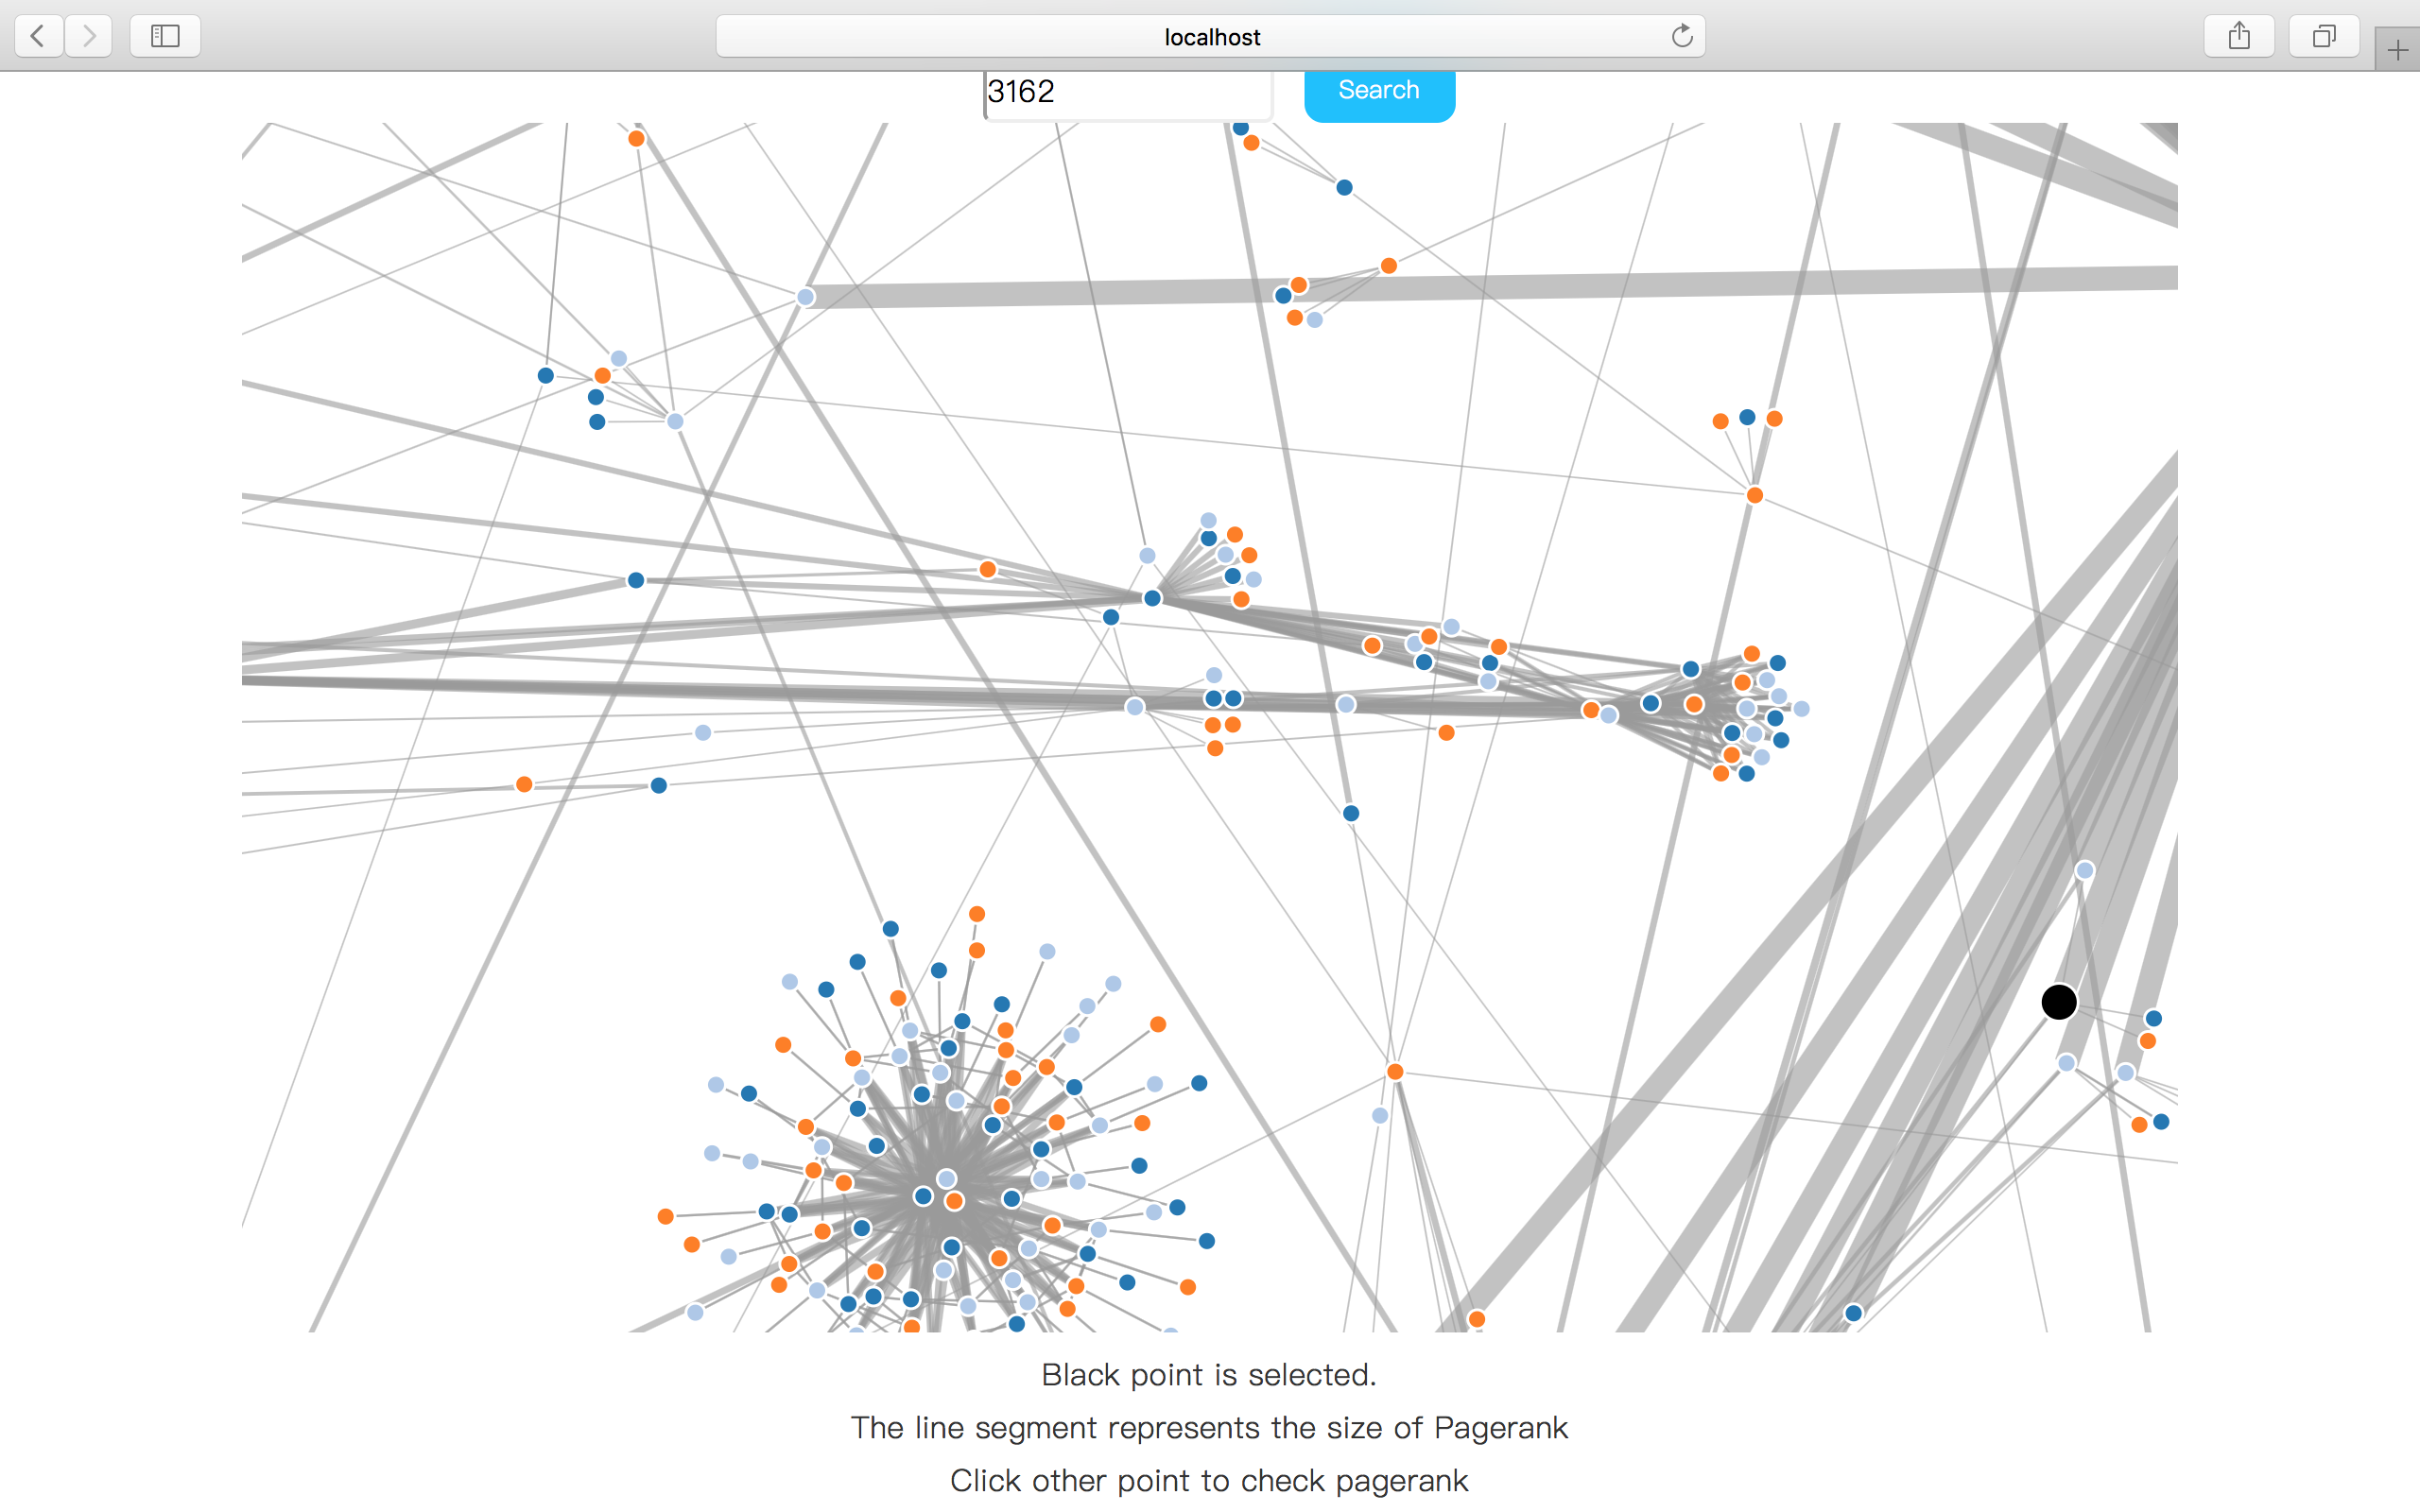 localhost
3162
Search
Black point is selected.
The line segment represents the size of Pagerank
Click other point to check pagerank